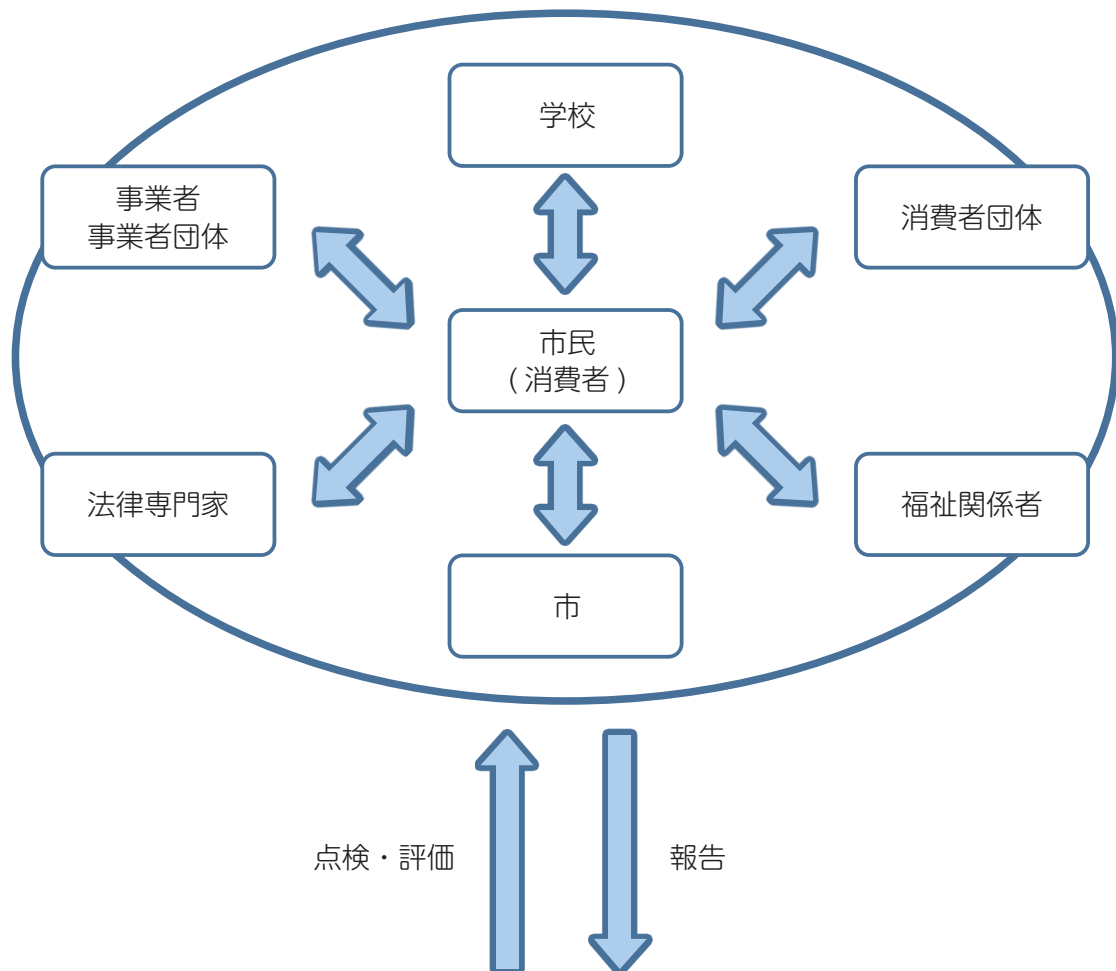 学校
事業者
事業者団体
消費者団体
市民
（消費者）
法律専門家
福祉関係者
市
点検・評価
報告